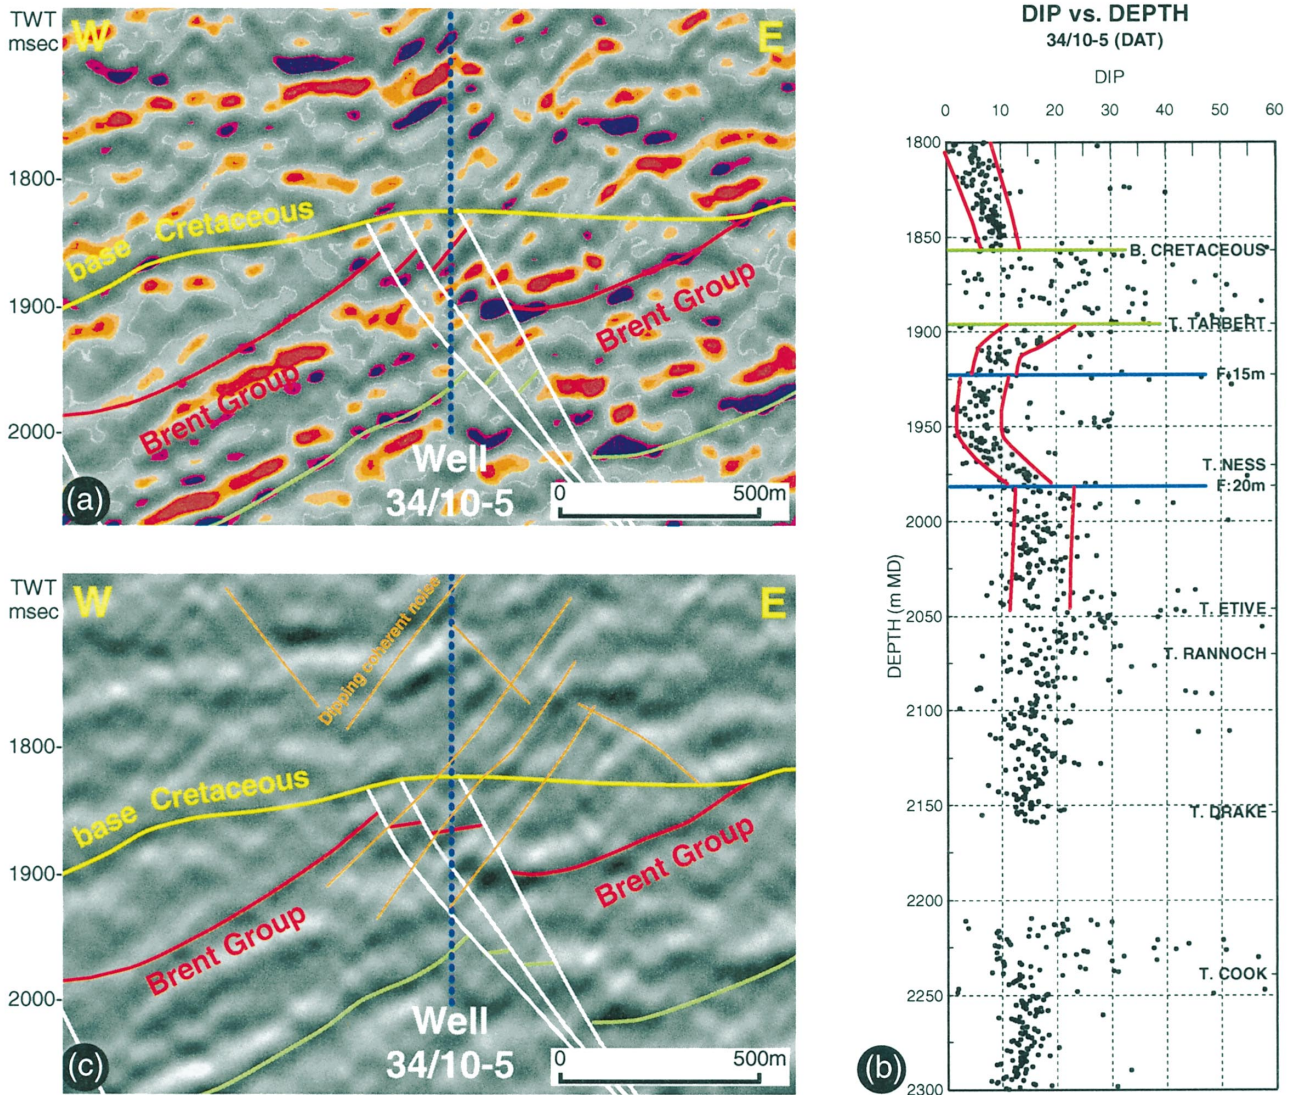 TWT
msec
W
E
1800-
base Cretaceous
1900-
Brent Group
Brent Group
2000-
Well
34/10-5
0 500m
(a)
TWT
msec
W
E
Dipping coherent noise
1800-
base Cretaceous
1900-
Brent Group
Brent Group
2000-
Well
34/10-5
0 500m
(c)
DIP vs. DEPTH
34/10-5 (DAT)
DIP
0 10 20 30 40 50 60
1800
1850
B. CRETACEOUS
T. TARBERT
1900
F:15m
1950
T. NESS
F:20m
2000
DEPTH (m MD)
T. ETIVE
2050
T. RANNOCH
2100
2150
T. DRAKE
2200
T. COOK
2250
2300
(b)